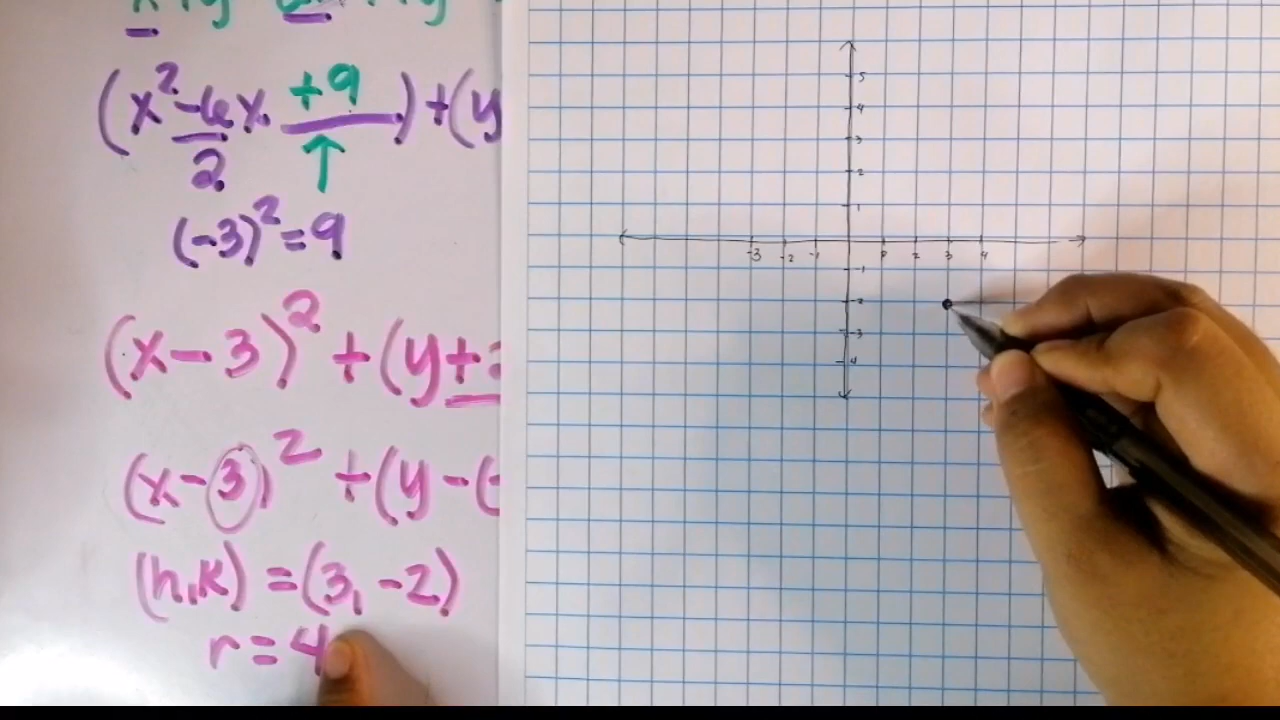 (x² - 6x + 9) + (y
2
(-3)² = 9
(x - 3)² + (y +
(x - 3)² + (y - (-
(h, k) = (3, -2)
r = 4
5
4
3
2
1
-3 -2 -1 2 3 4
-1
-2
-3
-4